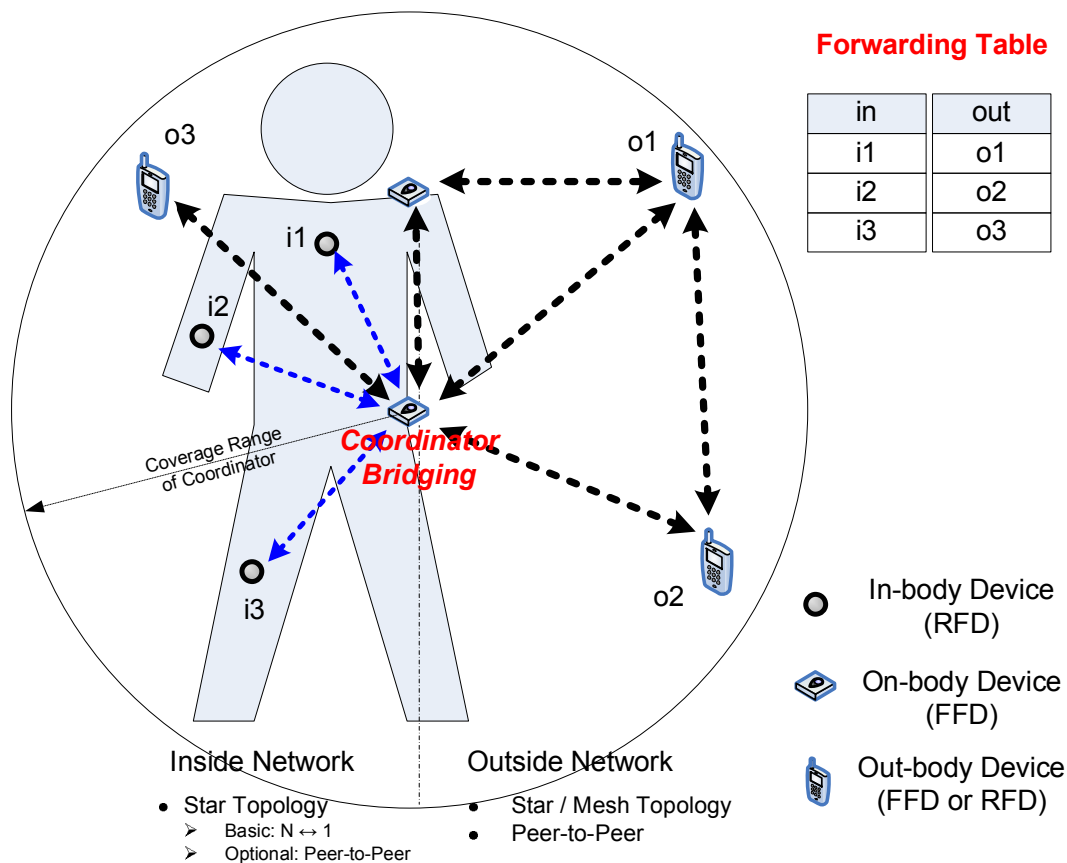 Forwarding Table
in out
i1 o1
i2 o2
i3 o3
o3
o1
i1
i2
Coordinator
Bridging
Coverage Range
of Coordinator
i3
o2
In-body Device
(RFD)
On-body Device
(FFD)
Out-body Device
(FFD or RFD)
Inside Network
• Star Topology
➢ Basic: N ↔ 1
➢ Optional: Peer-to-Peer
Outside Network
• Star / Mesh Topology
• Peer-to-Peer